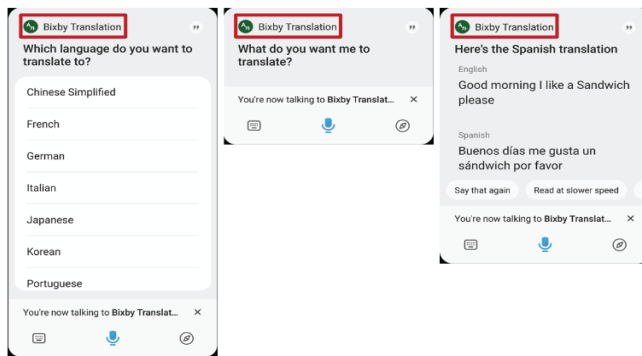 Bixby Translation
Which language do you want to
translate to?
Chinese Simplified
French
German
Italian
Japanese
Korean
Portuguese
You're now talking to Bixby Translat...
Bixby Translation
What do you want me to
translate?
You're now talking to Bixby Translat...
Bixby Translation
Here's the Spanish translation
English
Good morning I like a Sandwich
please
Spanish
Buenos días me gusta un
sándwich por favor
Say that again
Read at slower speed
You're now talking to Bixby Translat...